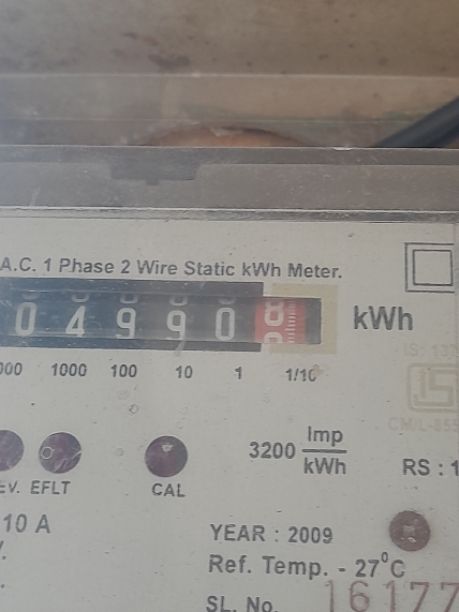 A.C. 1 Phase 2 Wire Static kWh Meter.
0 4 9 9 0 8 kWh
1000 100 10 1 1/10
3200 Imp/kWh
EFLT CAL
RS : 1
10 A
YEAR : 2009
Ref. Temp. - 27°C
SL. No. 16177